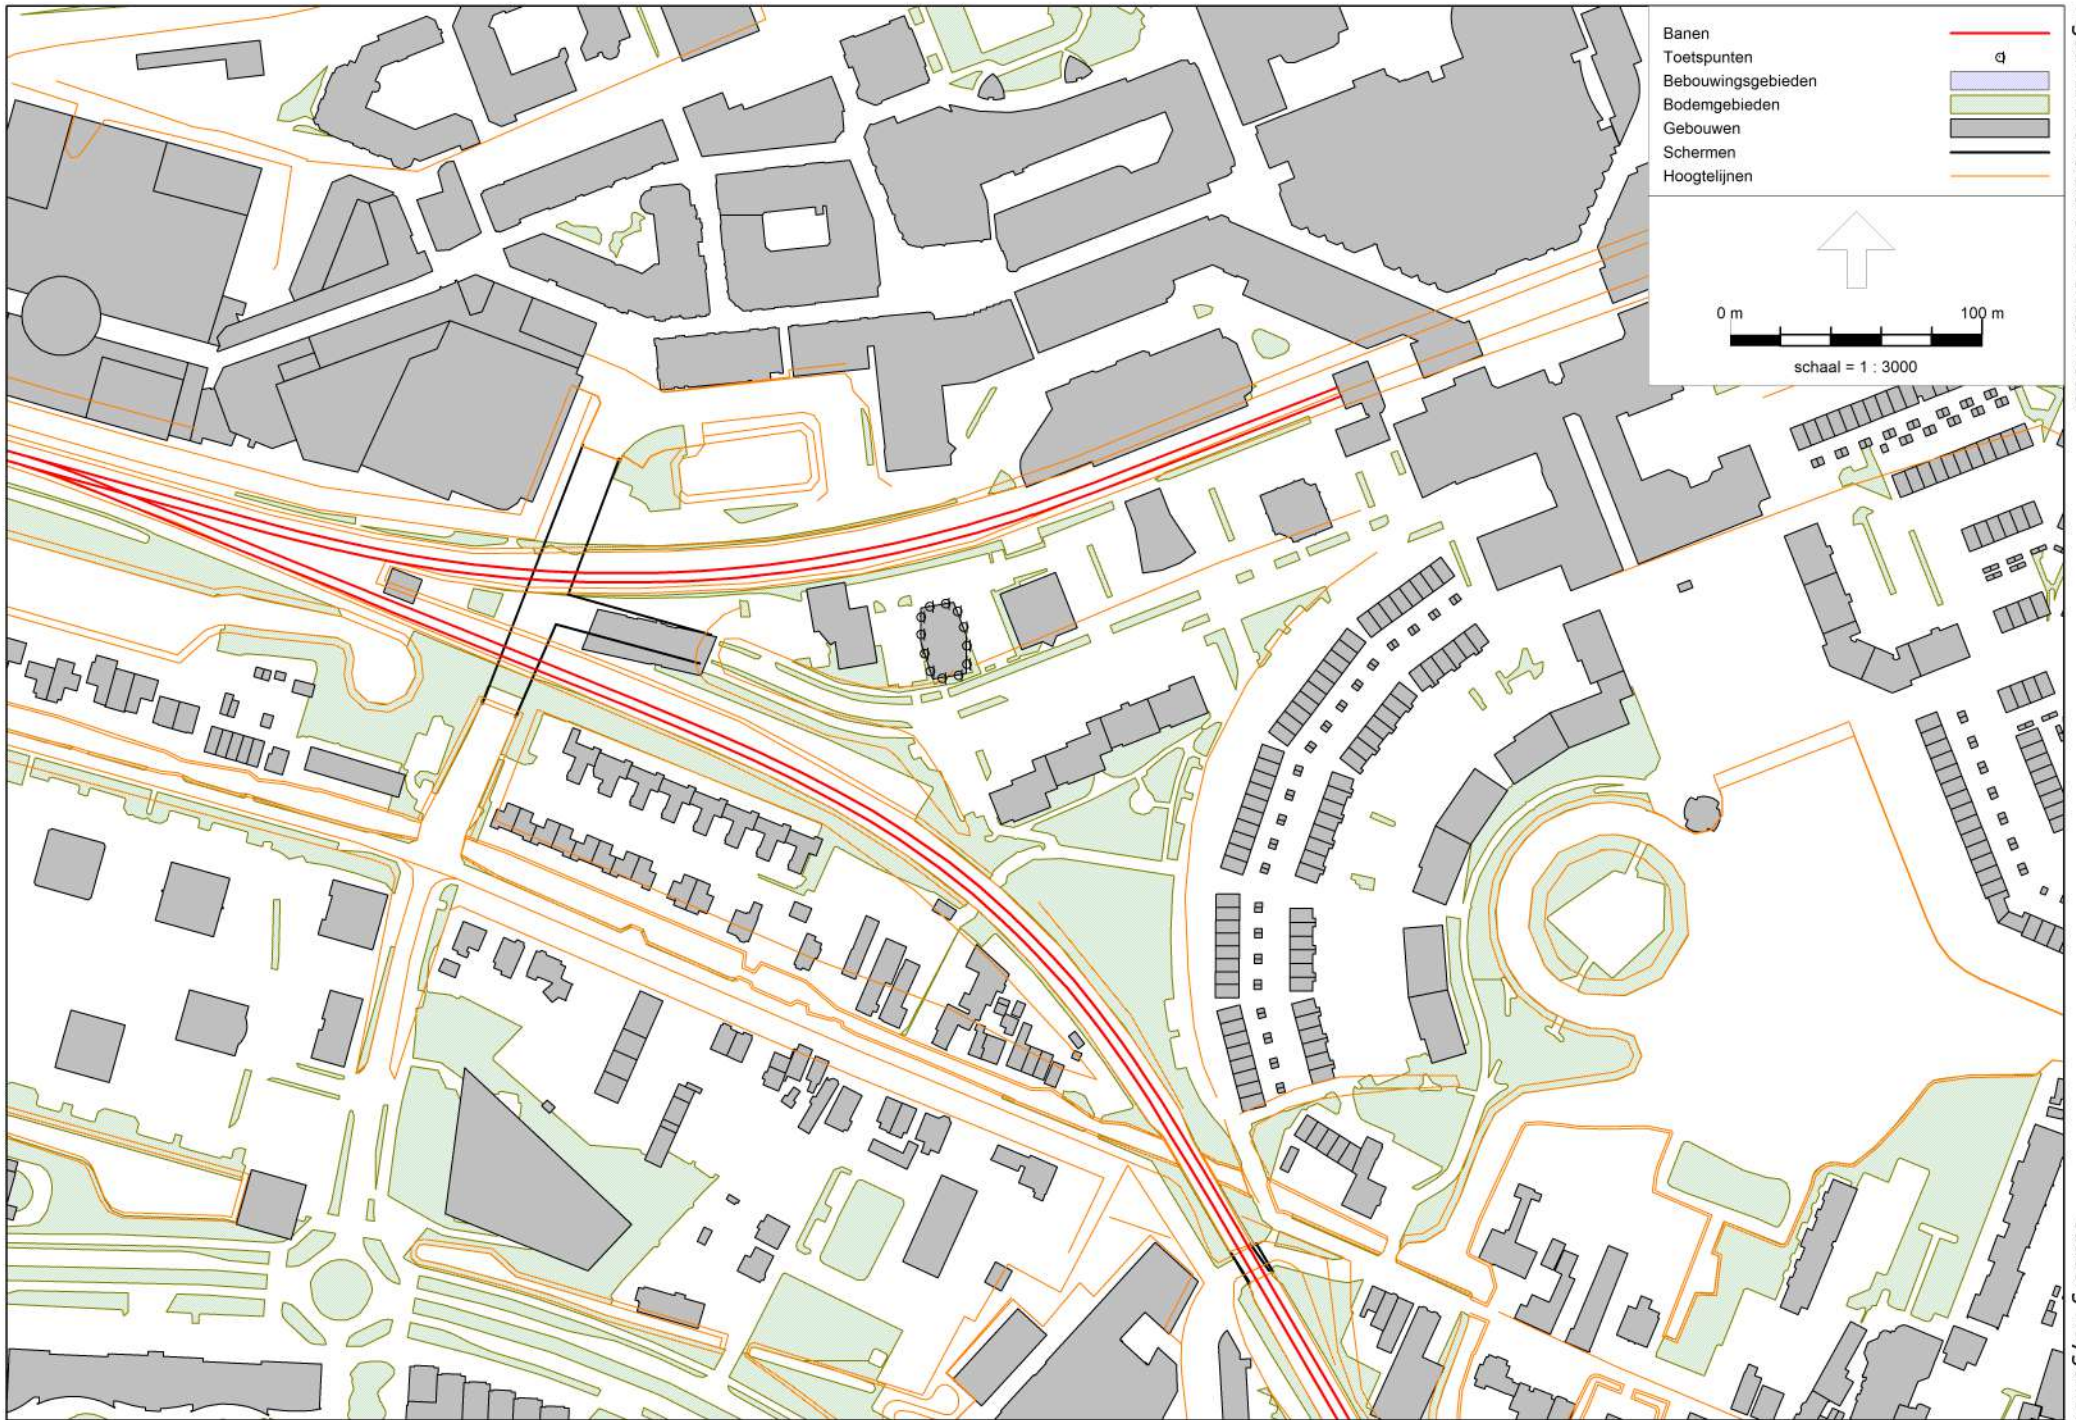 Banen
Toetspunten
Bebouwingsgebieden
Bodemgebieden
Gebouwen
Schermen
Hoogtelijnen
0 m 100 m
schaal = 1 : 3000